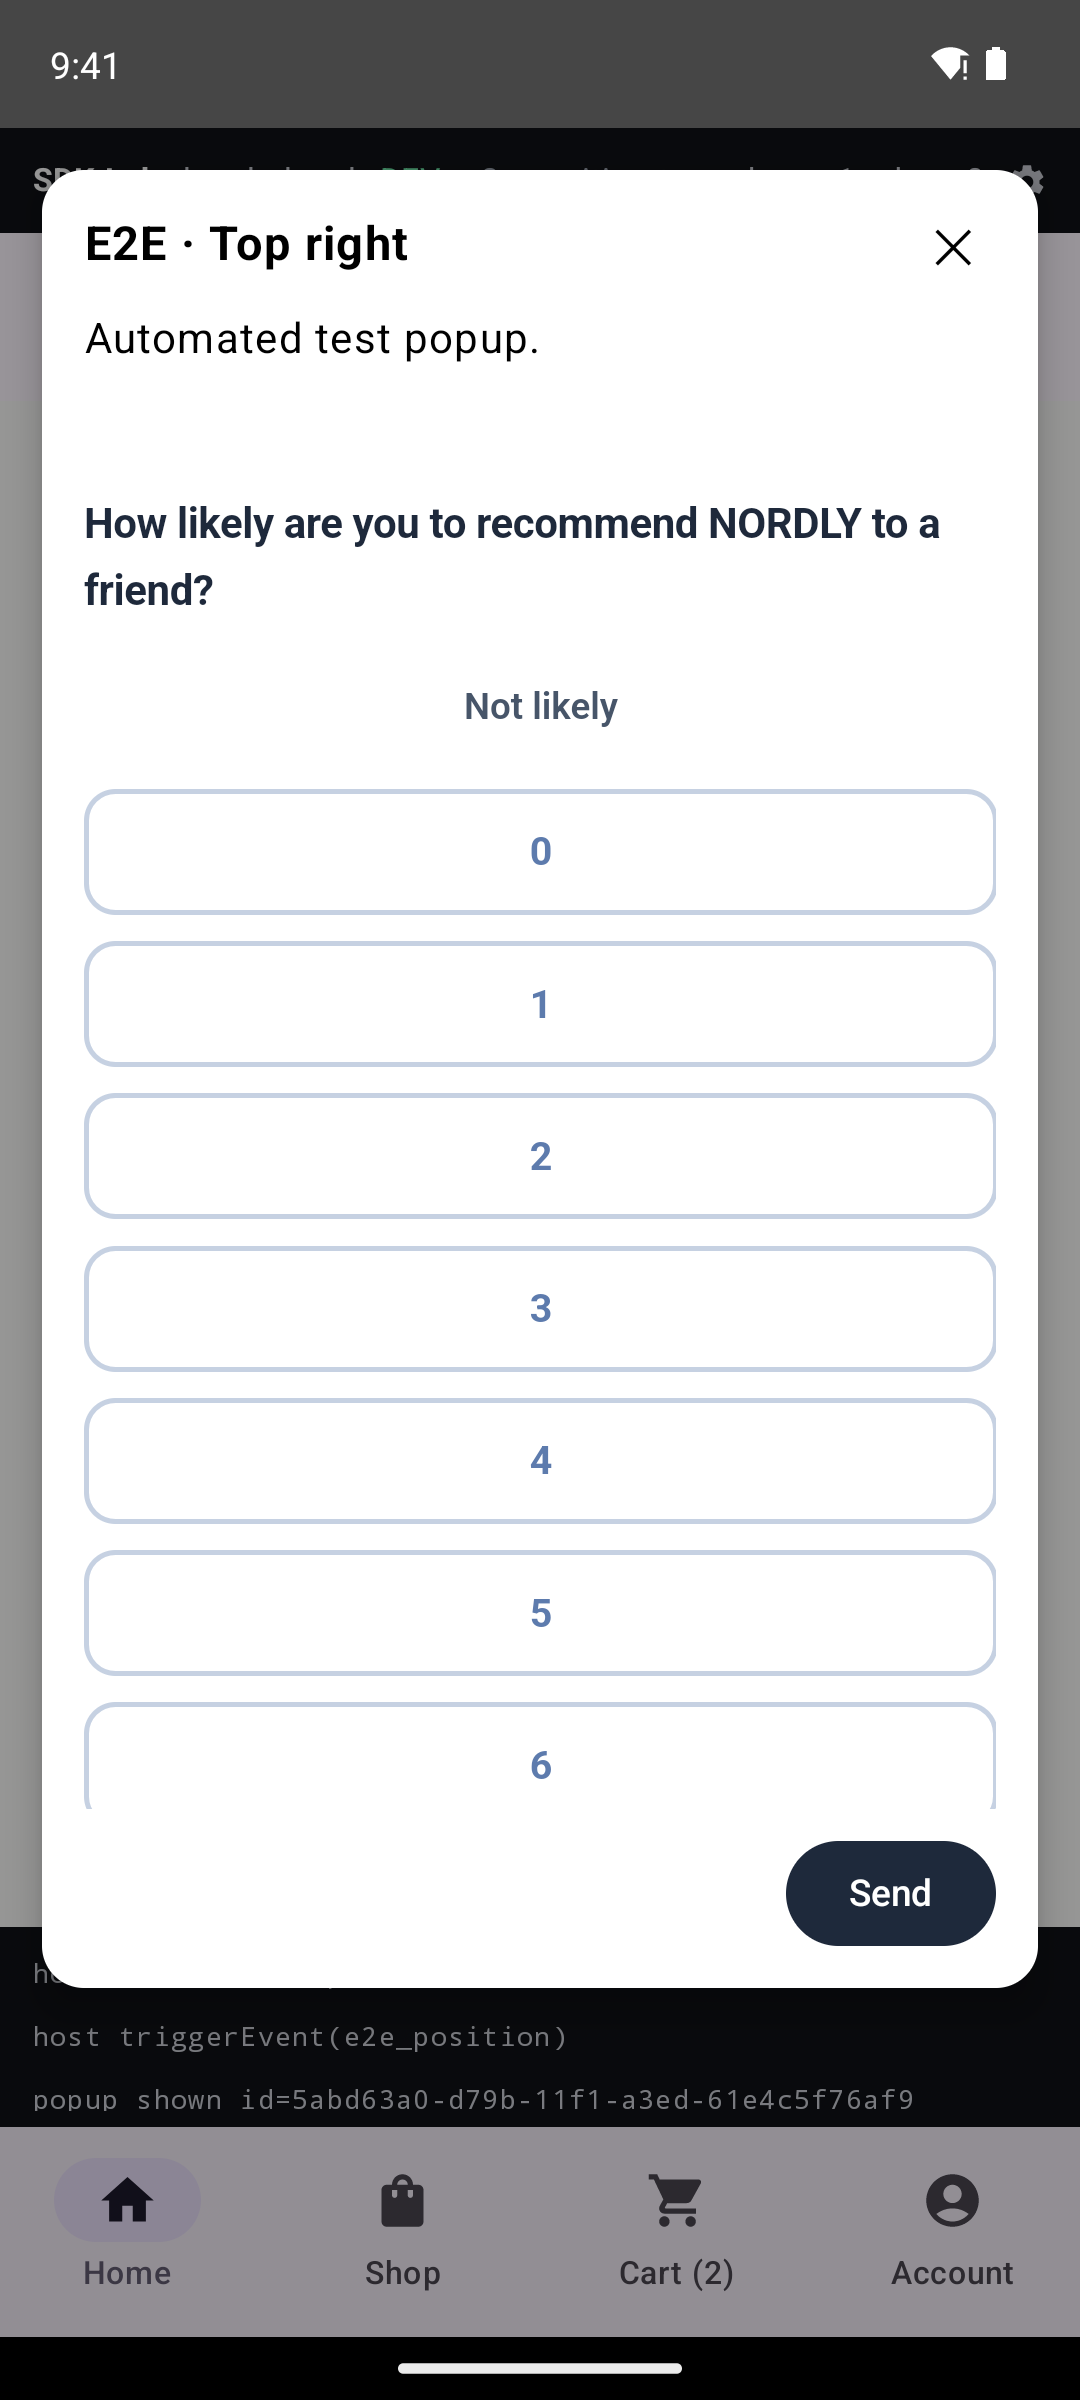 9:41
E2E · Top right
Automated test popup.
How likely are you to recommend NORDLY to a
friend?
Not likely
0
1
2
3
4
5
6
Send
host triggerEvent(e2e_position)
popup shown id=5abd63a0-d79b-11f1-a3ed-61e4c5f76af9
Home
Shop
Cart (2)
Account